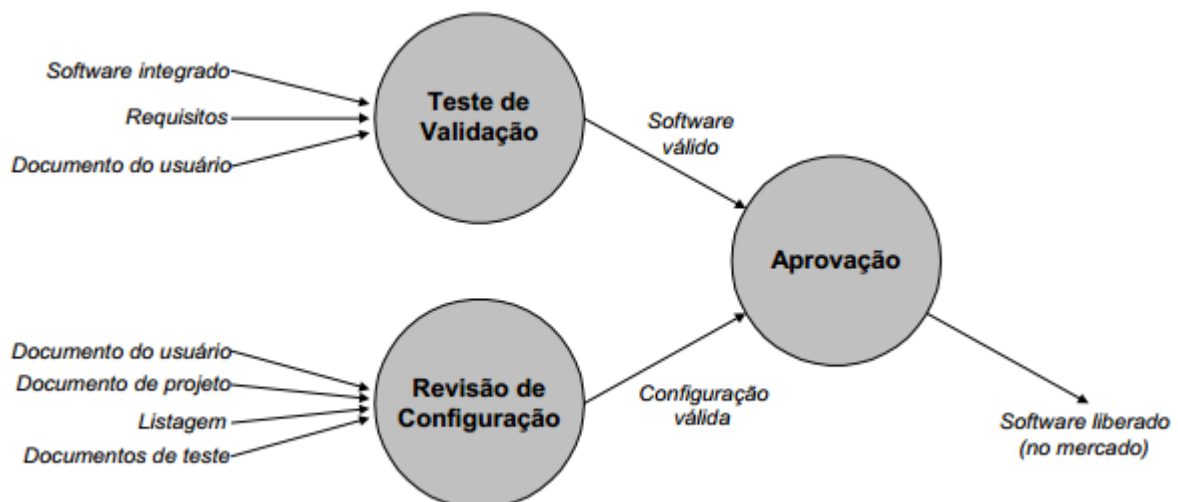 Software integrado
Requisitos
Documento do usuário
Teste de
Validação
Software
válido
Aprovação
Documento do usuário
Documento de projeto
Listagem
Documentos de teste
Revisão de
Configuração
Configuração
válida
Software liberado
(no mercado)